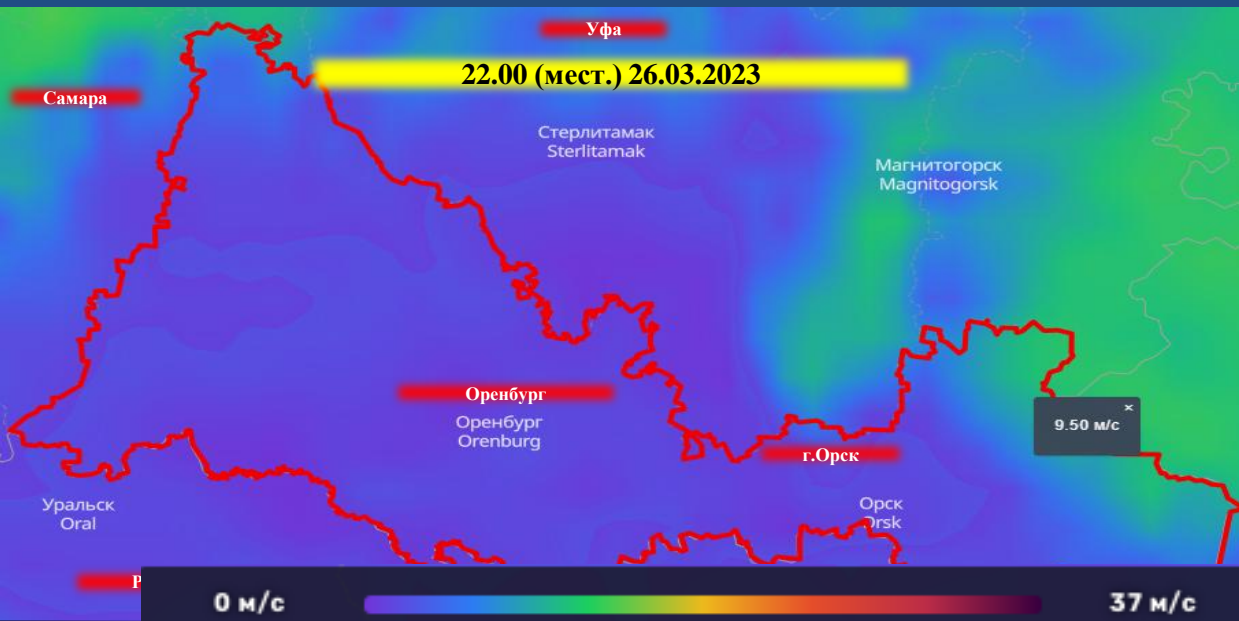 Уфа
22.00 (мест.) 26.03.2023
Самара
Стерлитамак
Sterlitamak
Магнитогорск
Magnitogorsk
Оренбург
Оренбург
Orenburg
×
9.50 м/с
г.Орск
Уральск
Oral
Орск
Orsk
0 м/с
37 м/с